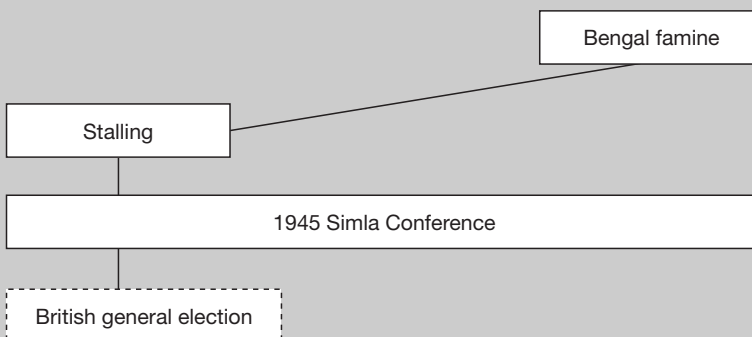 Bengal famine
Stalling
1945 Simla Conference
British general election